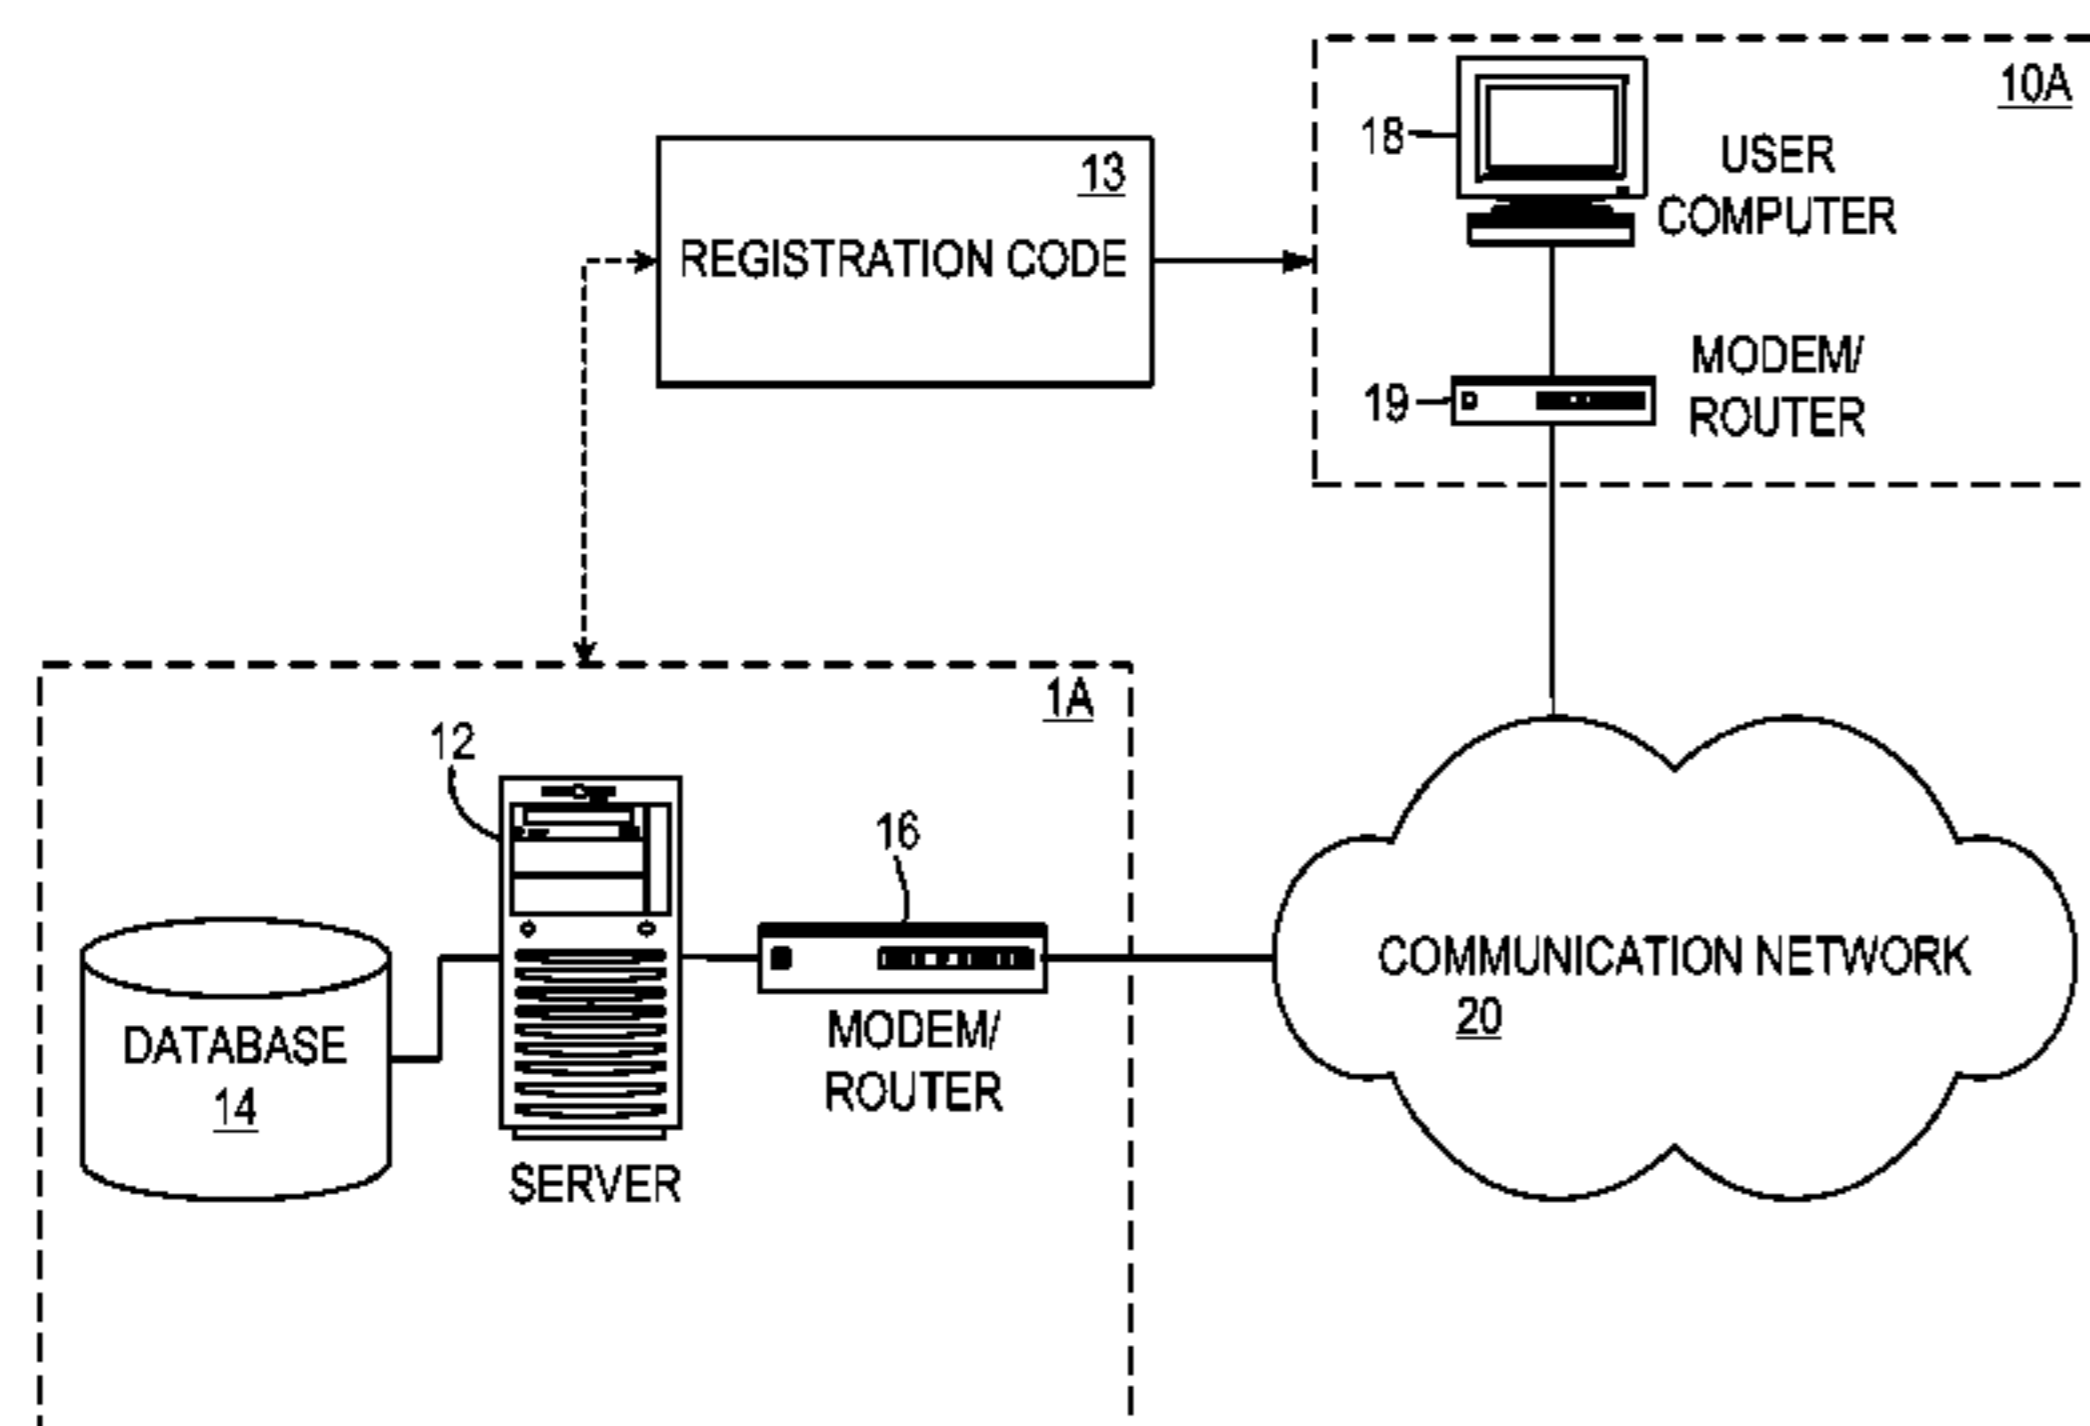 10A
18
USER
COMPUTER
13
REGISTRATION CODE
MODEM/
19
ROUTER
1A
12
16
COMMUNICATION NETWORK
20
DATABASE
14
MODEM/
ROUTER
SERVER